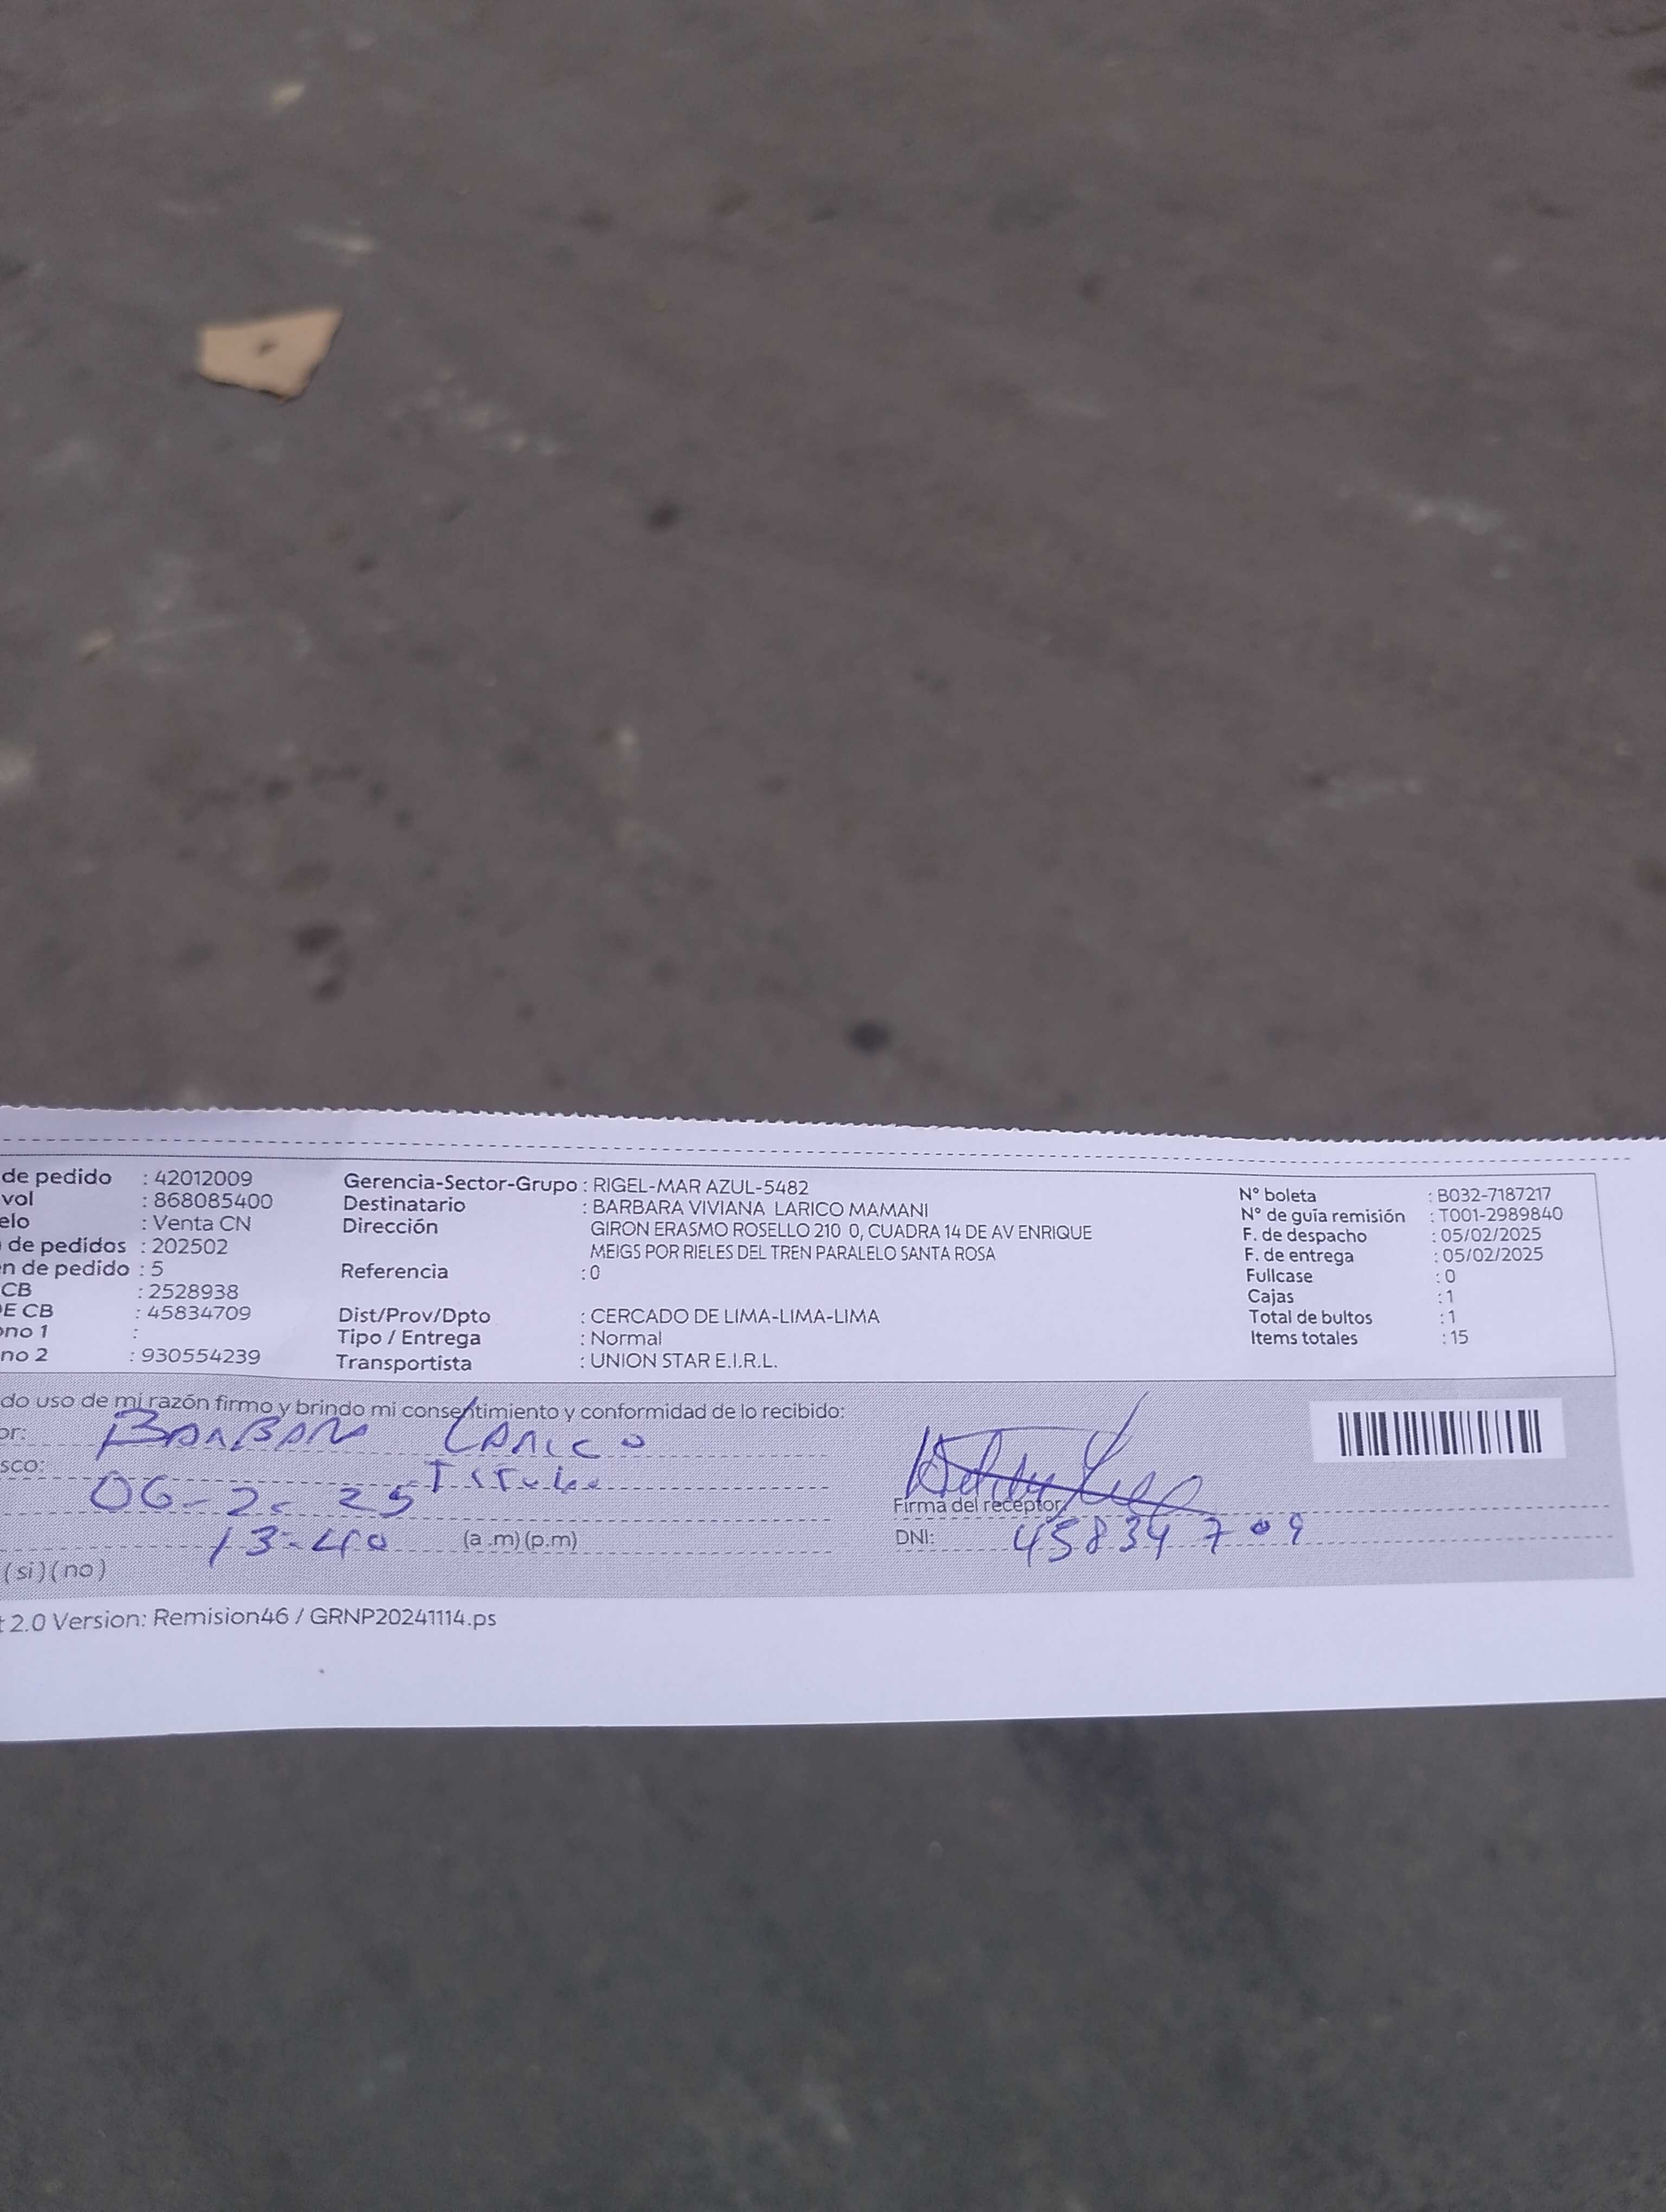 de pedido : 42012009
vol : 868085400
elo : Venta CN
de pedidos : 202502
n de pedido : 5
CB : 2528938
E CB : 45834709
ono 1 :
no 2 : 930554239
Gerencia-Sector-Grupo : RIGEL-MAR AZUL-5482
Destinatario : BARBARA VIVIANA LARICO MAMANI
Dirección GIRON ERASMO ROSELLO 210 0, CUADRA 14 DE AV ENRIQUE
MEIGS POR RIELES DEL TREN PARALELO SANTA ROSA
Referencia : 0
Dist/Prov/Dpto : CERCADO DE LIMA-LIMA-LIMA
Tipo / Entrega : Normal
Transportista : UNION STAR E.I.R.L.
N° boleta : B032-7187217
N° de guía remisión : T001-2989840
F. de despacho : 05/02/2025
F. de entrega : 05/02/2025
Fullcase : 0
Cajas : 1
Total de bultos : 1
Items totales : 15
do uso de mi razón firmo y brindo mi consentimiento y conformidad de lo recibido:
or: BARBARA LARICO
sco: Titular
06-2- 25
13:40 (a .m) (p.m)
(si) (no)
Firma del receptor
DNI: 45834709
t 2.0 Version: Remision46 / GRNP20241114.ps